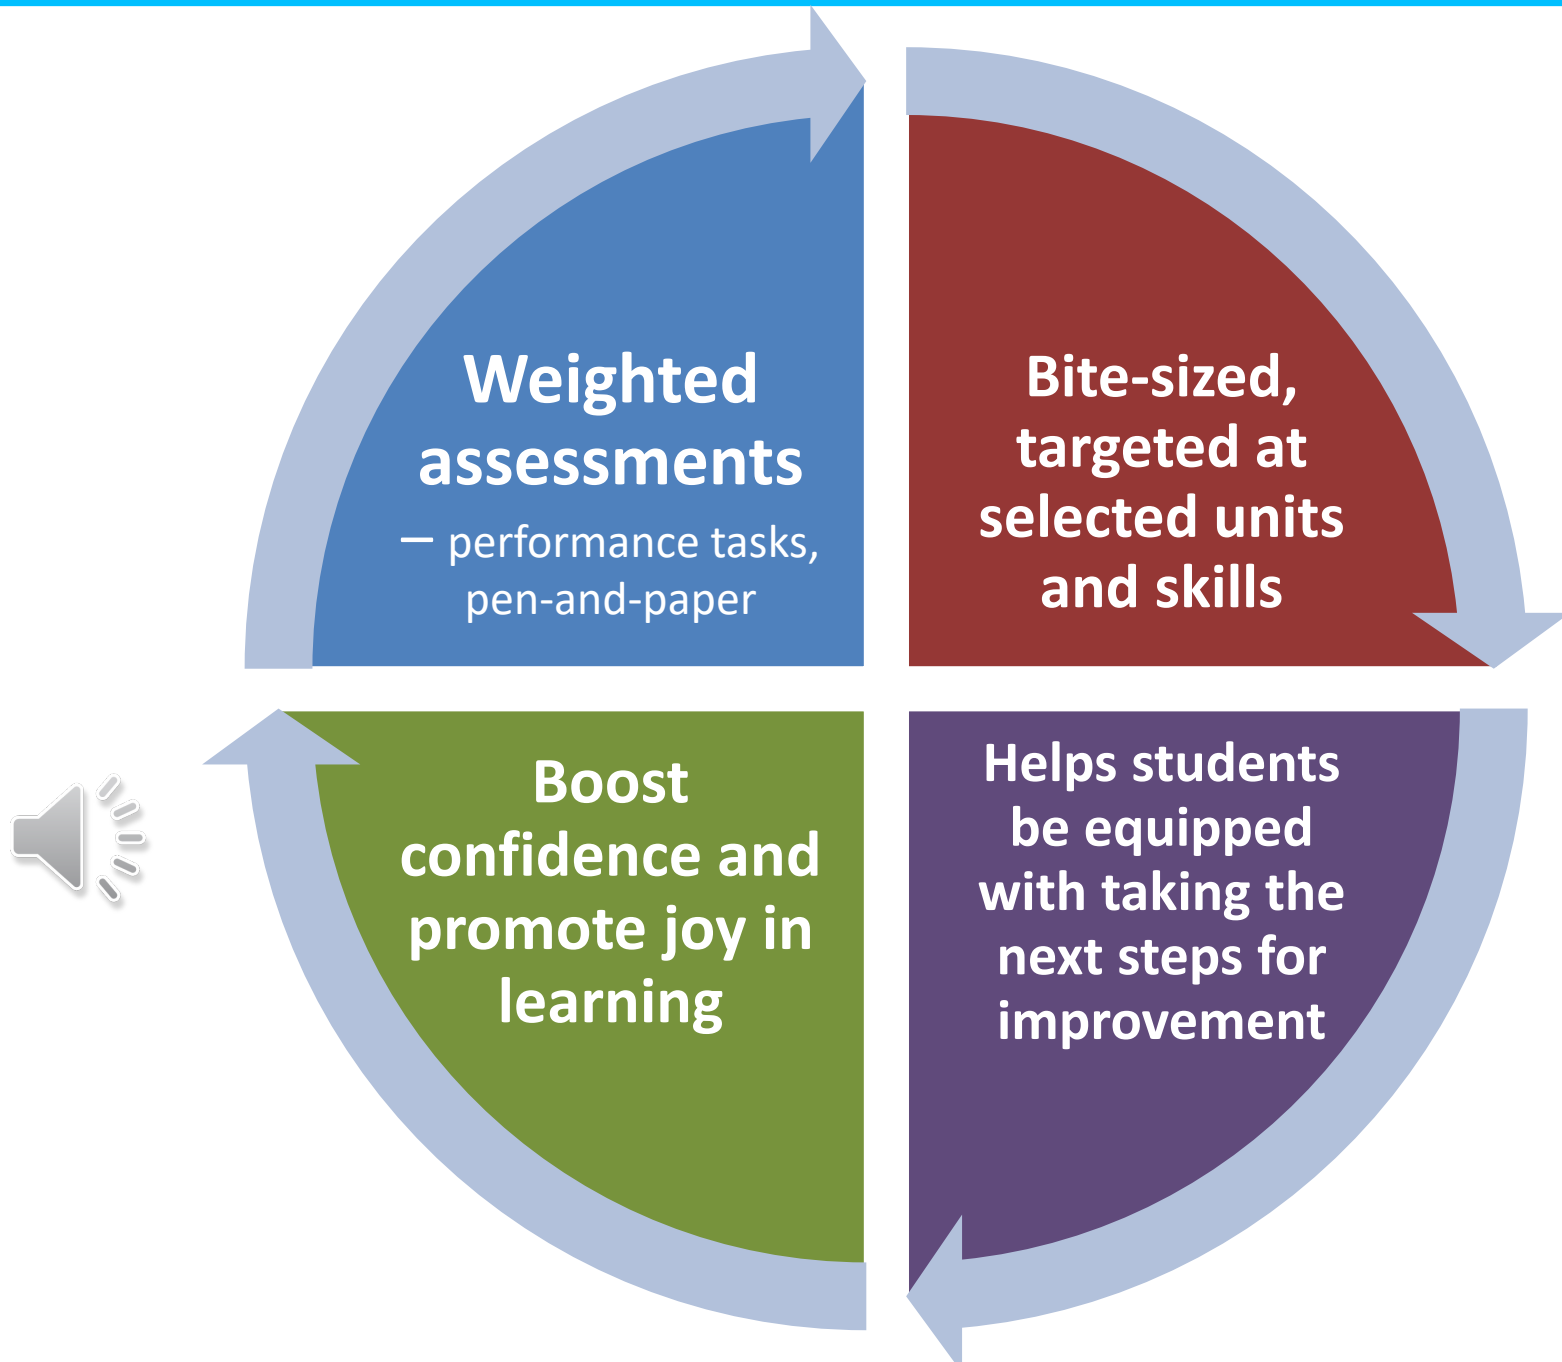 Weighted
assessments
– performance tasks,
pen-and-paper
Bite-sized,
targeted at
selected units
and skills
Helps students
be equipped
with taking the
next steps for
improvement
Boost
confidence and
promote joy in
learning